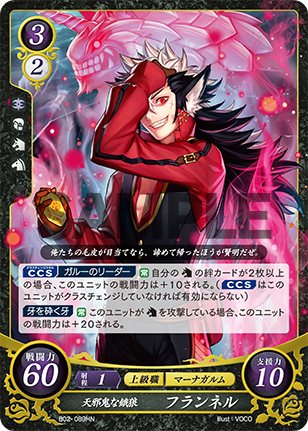 3
2
SAMPLE
俺たちの毛皮が目当てなら、諦めて帰ったほうが賢明だぜ。
CCS ガルーのリーダー 常 自分の の絆カードが2枚以上
の場合、このユニットの戦闘力は+10される。(CCS はこの
ユニットがクラスチェンジしていなければ有効にならない)
牙を砕く牙 常 このユニットが を攻撃している場合、このユニッ
トの戦闘力は+20される。
戦闘力 60
射程 1 上級職 マーナガルム
支援力 10
天邪鬼な餓狼 フランネル
B02-089HN Illust:VOCO